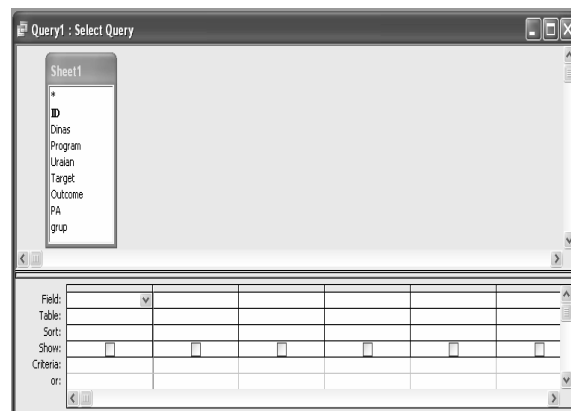 Query1 : Select Query
Sheet1
*
ID
Dinas
Program
Uraian
Target
Outcome
PA
grup
Field:
Table:
Sort:
Show:
Criteria:
or: